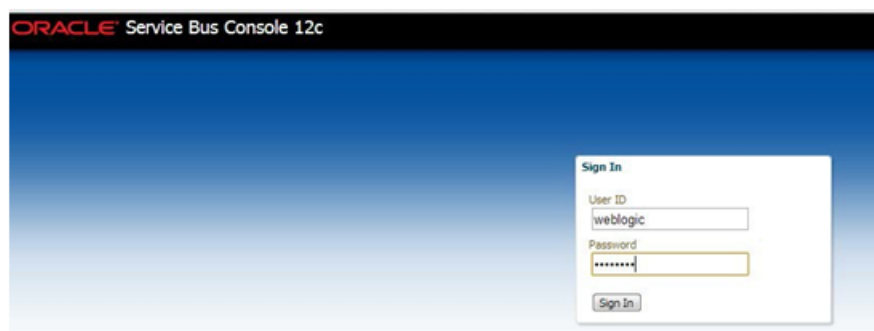 ORACLE Service Bus Console 12c
Sign In
User ID
weblogic
Password
••••••••
Sign In